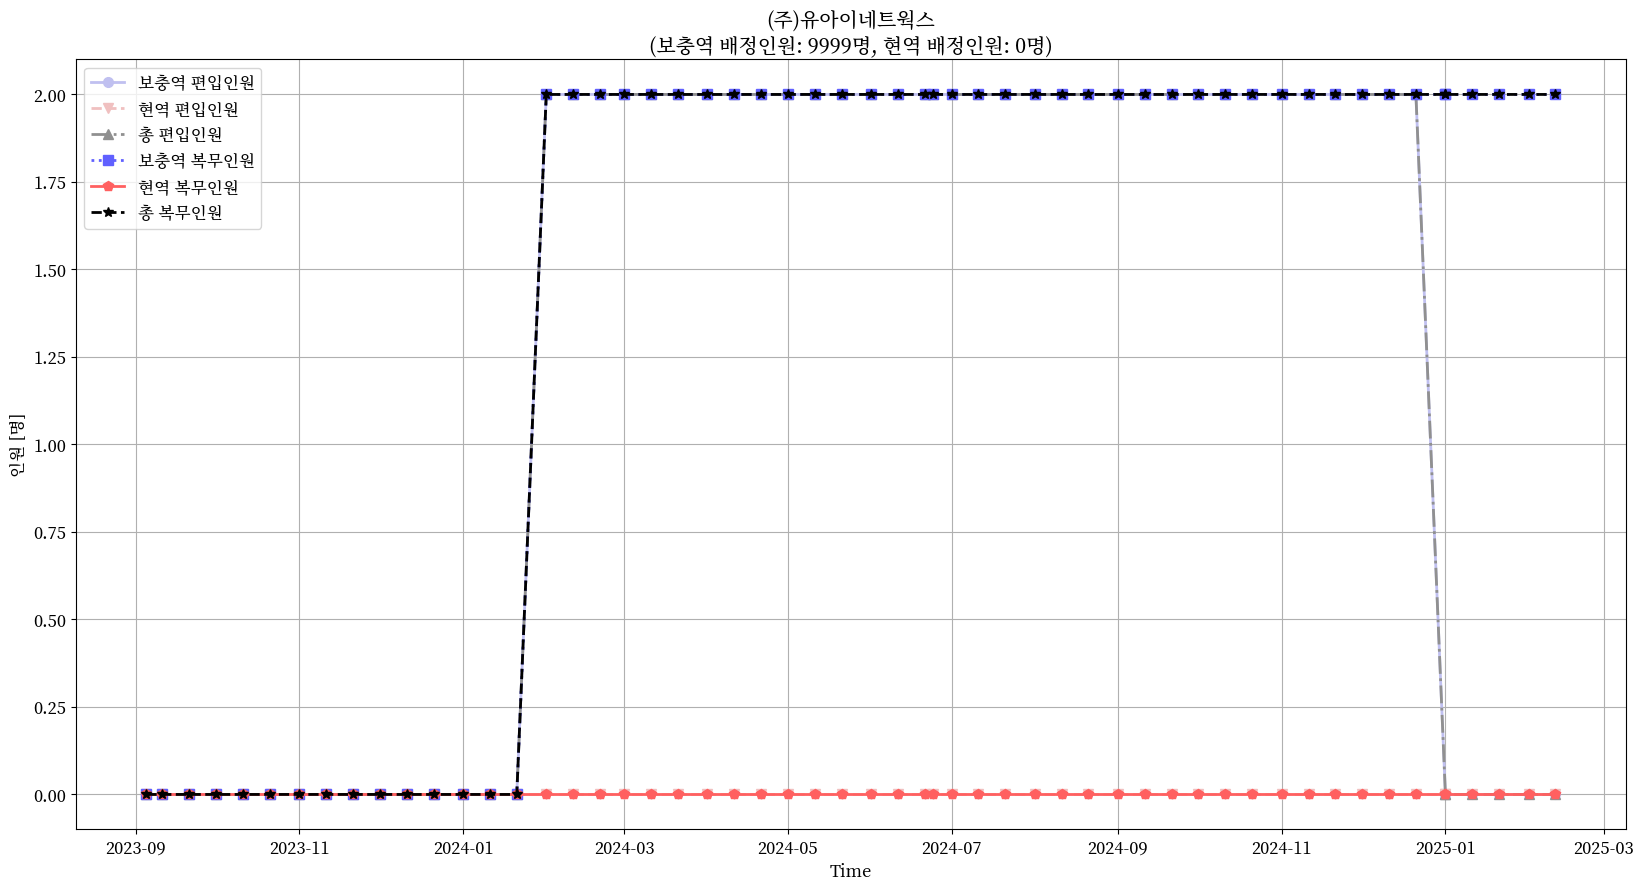 (주)유아이네트웍스
(보충역 배정인원: 9999명, 현역 배정인원: 0명)
보충역 편입인원
현역 편입인원
총 편입인원
보충역 복무인원
현역 복무인원
총 복무인원
2.00
1.75
1.50
1.25
1.00
0.75
0.50
0.25
0.00
인원 [명]
2023-09 2023-11 2024-01 2024-03 2024-05 2024-07 2024-09 2024-11 2025-01 2025-03
Time